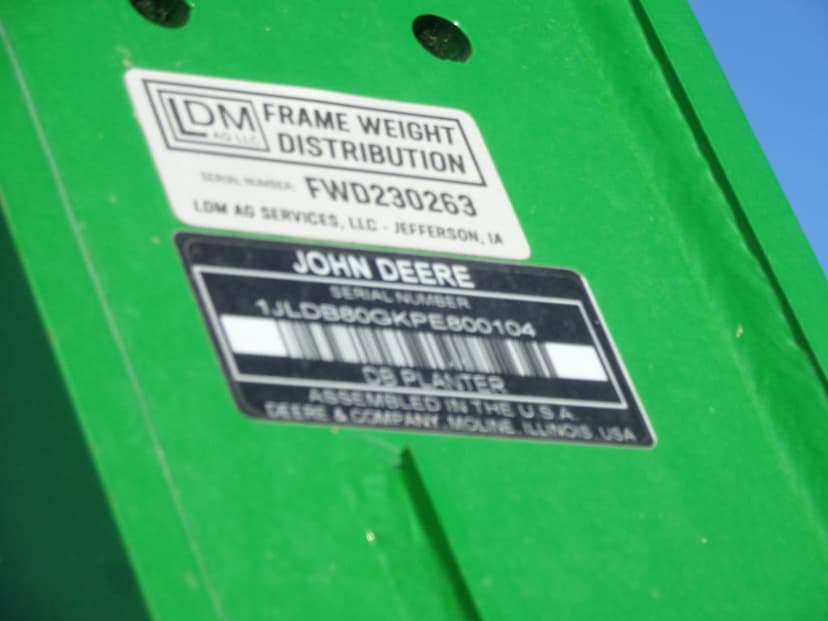 LDM
AG LLC
FRAME WEIGHT
DISTRIBUTION
SERIAL NUMBER: FWD230263
LDM AG SERVICES, LLC - JEFFERSON, IA
JOHN DEERE
SERIAL NUMBER
1JLDB80GKPE800104
DB PLANTER
ASSEMBLED IN THE U.S.A.
DEERE & COMPANY, MOLINE, ILLINOIS, USA